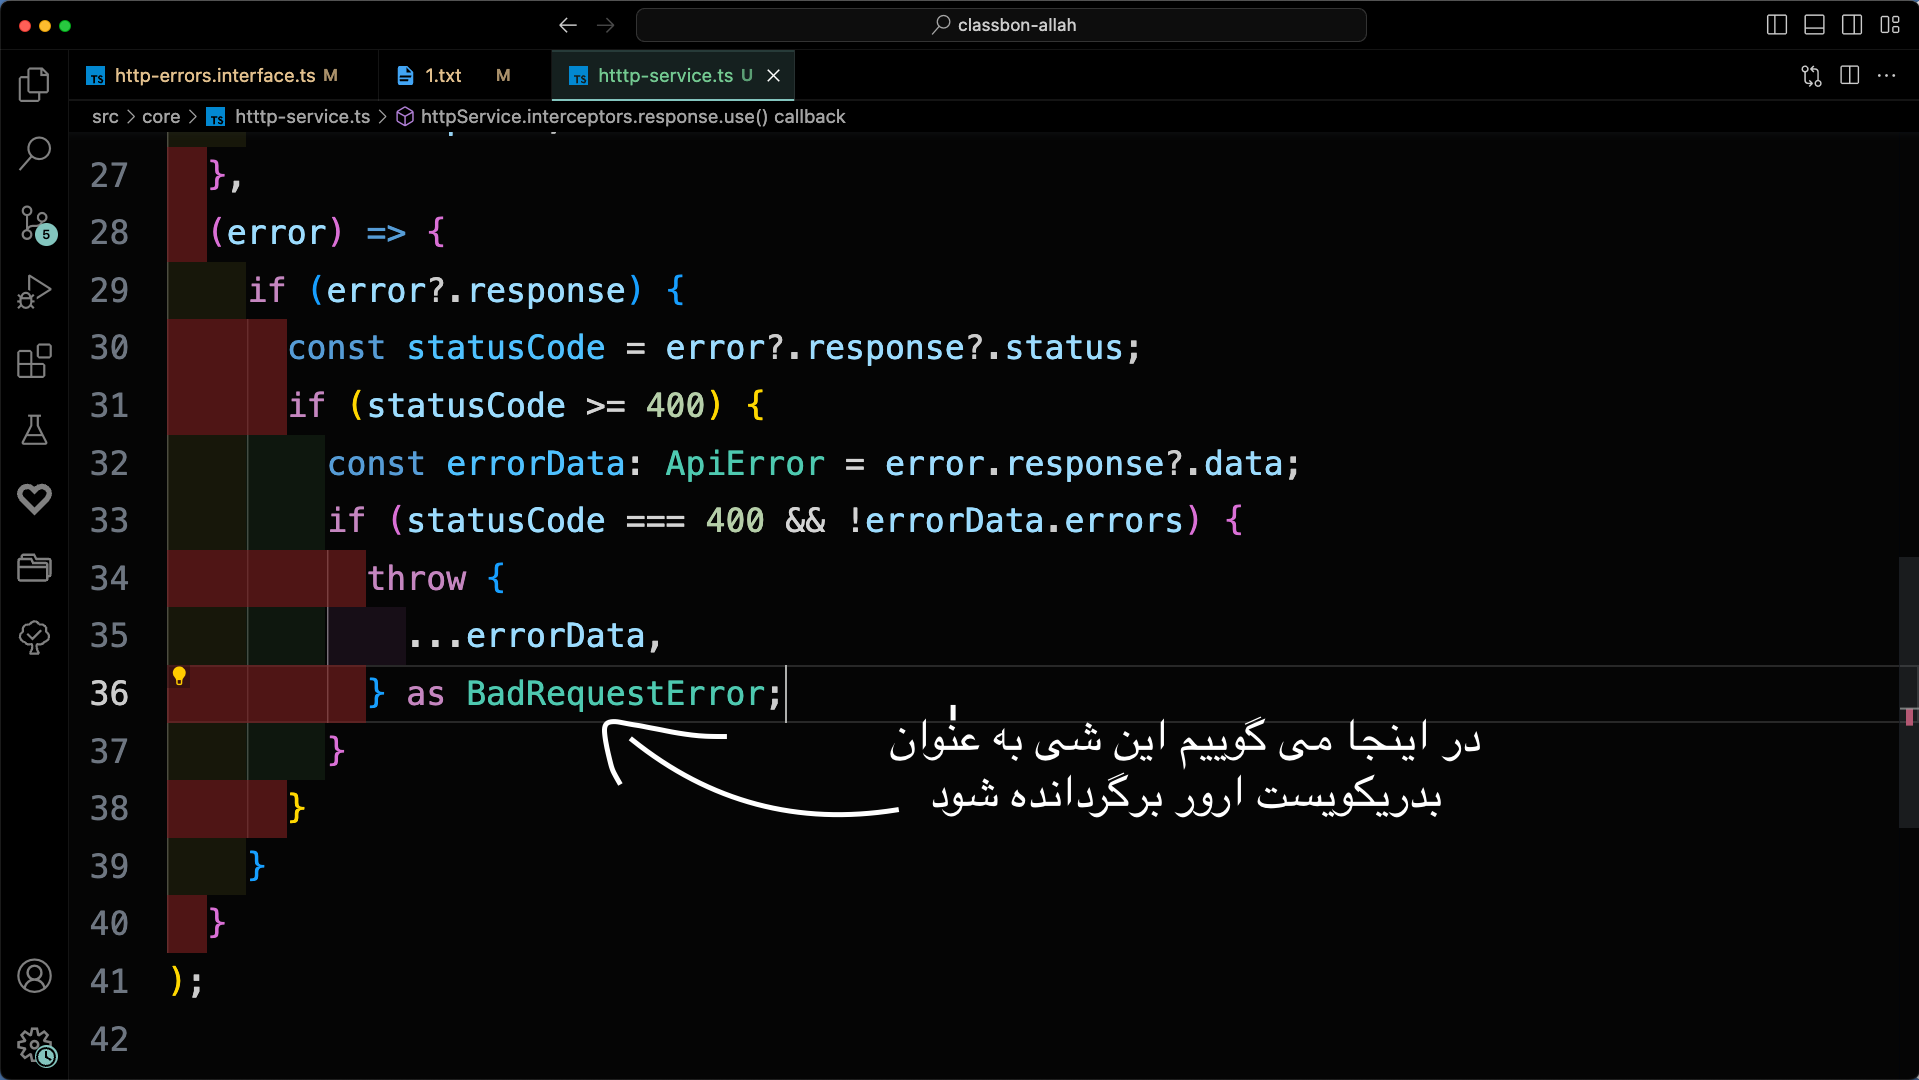 classbon-allah
http-errors.interface.ts M
1.txt M
htttp-service.ts U
src > core > htttp-service.ts > httpService.interceptors.response.use() callback
27 },
28 (error) => {
29 if (error?.response) {
30 const statusCode = error?.response?.status;
31 if (statusCode >= 400) {
32 const errorData: ApiError = error.response?.data;
33 if (statusCode === 400 && !errorData.errors) {
34 throw {
35 ...errorData,
36 } as BadRequestError;
در اینجا می گوییم این شی به عنوان
بدریکویست ارور برگردانده شود
37 }
38 }
39 }
40 }
41 );
42
5